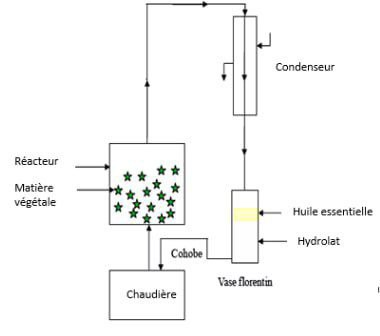 Condenseur
Réacteur
Matière
végétale
Huile essentielle
Hydrolat
Cohobe
Vase florentin
Chaudière